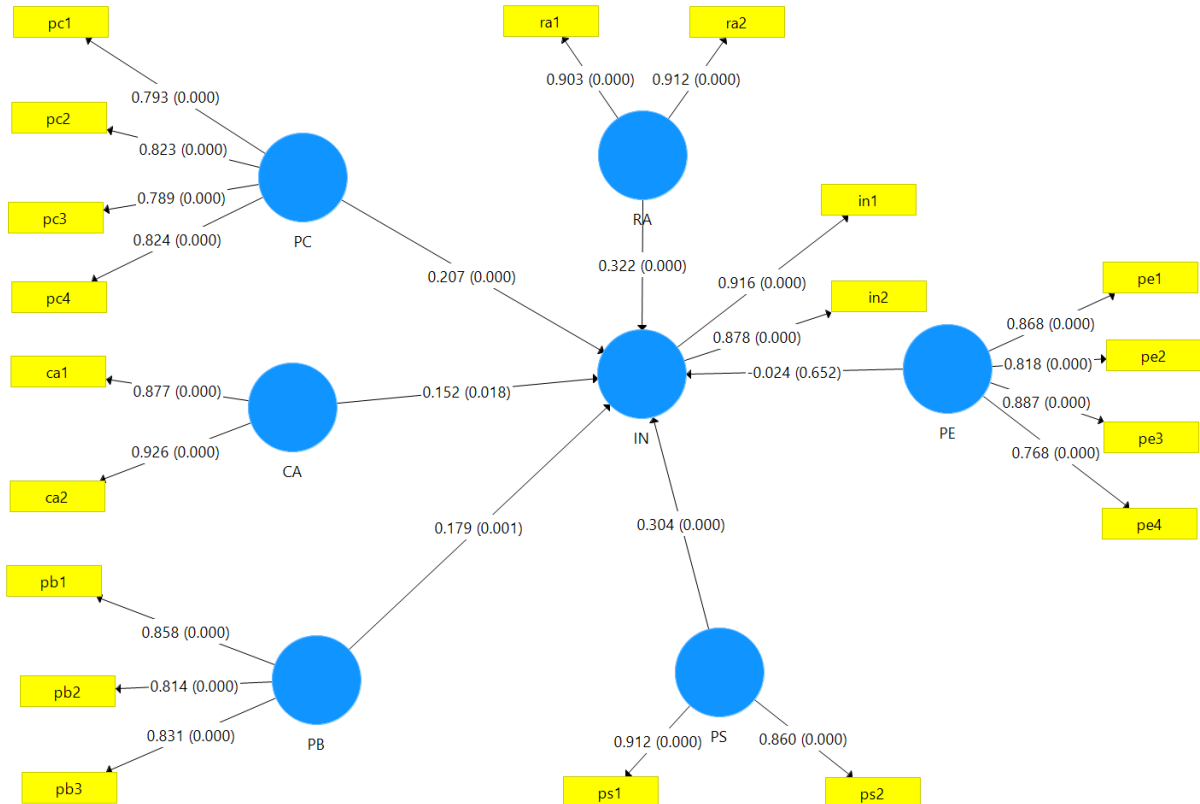 pc1
ra1
ra2
0.793 (0.000)
0.903 (0.000)
0.912 (0.000)
pc2
0.823 (0.000)
pc3
0.789 (0.000)
in1
RA
0.824 (0.000)
PC
pc4
0.207 (0.000)
0.322 (0.000)
0.916 (0.000)
in2
pe1
0.878 (0.000)
0.868 (0.000)
ca1
0.877 (0.000)
0.818 (0.000)
pe2
0.152 (0.018)
-0.024 (0.652)
0.887 (0.000)
IN
PE
pe3
0.926 (0.000)
CA
0.768 (0.000)
ca2
pe4
0.179 (0.001)
0.304 (0.000)
pb1
0.858 (0.000)
pb2
0.814 (0.000)
0.831 (0.000)
PB
PS
0.912 (0.000)
0.860 (0.000)
pb3
ps1
ps2